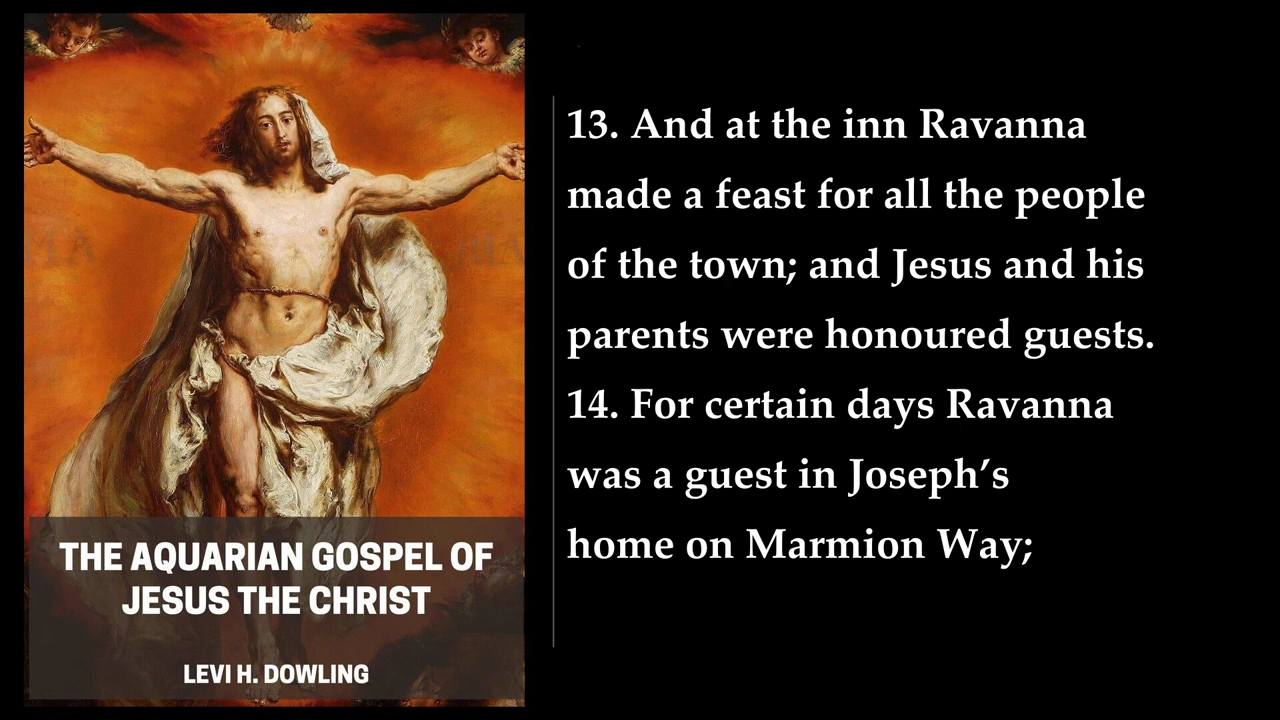 THE AQUARIAN GOSPEL OF
JESUS THE CHRIST
LEVI H. DOWLING
13. And at the inn Ravanna
made a feast for all the people
of the town; and Jesus and his
parents were honoured guests.
14. For certain days Ravanna
was a guest in Joseph’s
home on Marmion Way;